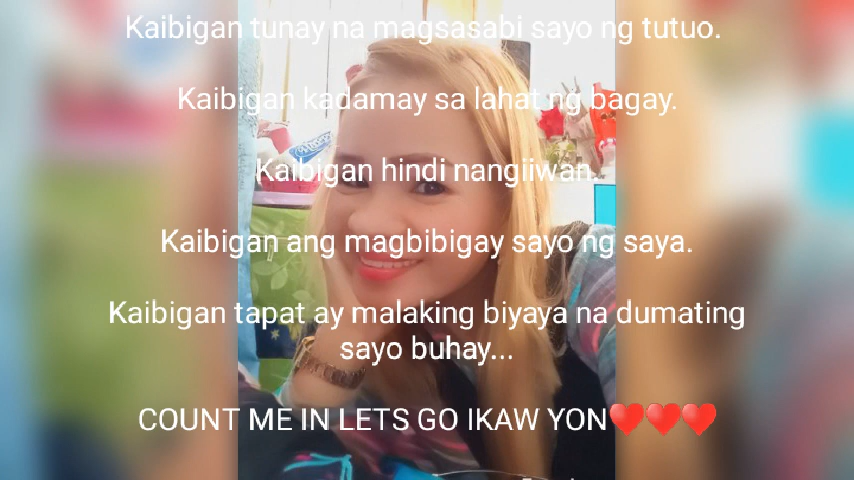 Kaibigan tunay na magsasabi sayo ng tutuo.
Kaibigan kadamay sa lahat ng bagay.
Kaibigan hindi nangiiwan..
Kaibigan ang magbibigay sayo ng saya.
Kaibigan tapat ay malaking biyaya na dumating
sayo buhay...
COUNT ME IN LETS GO IKAW YON❤️❤️❤️